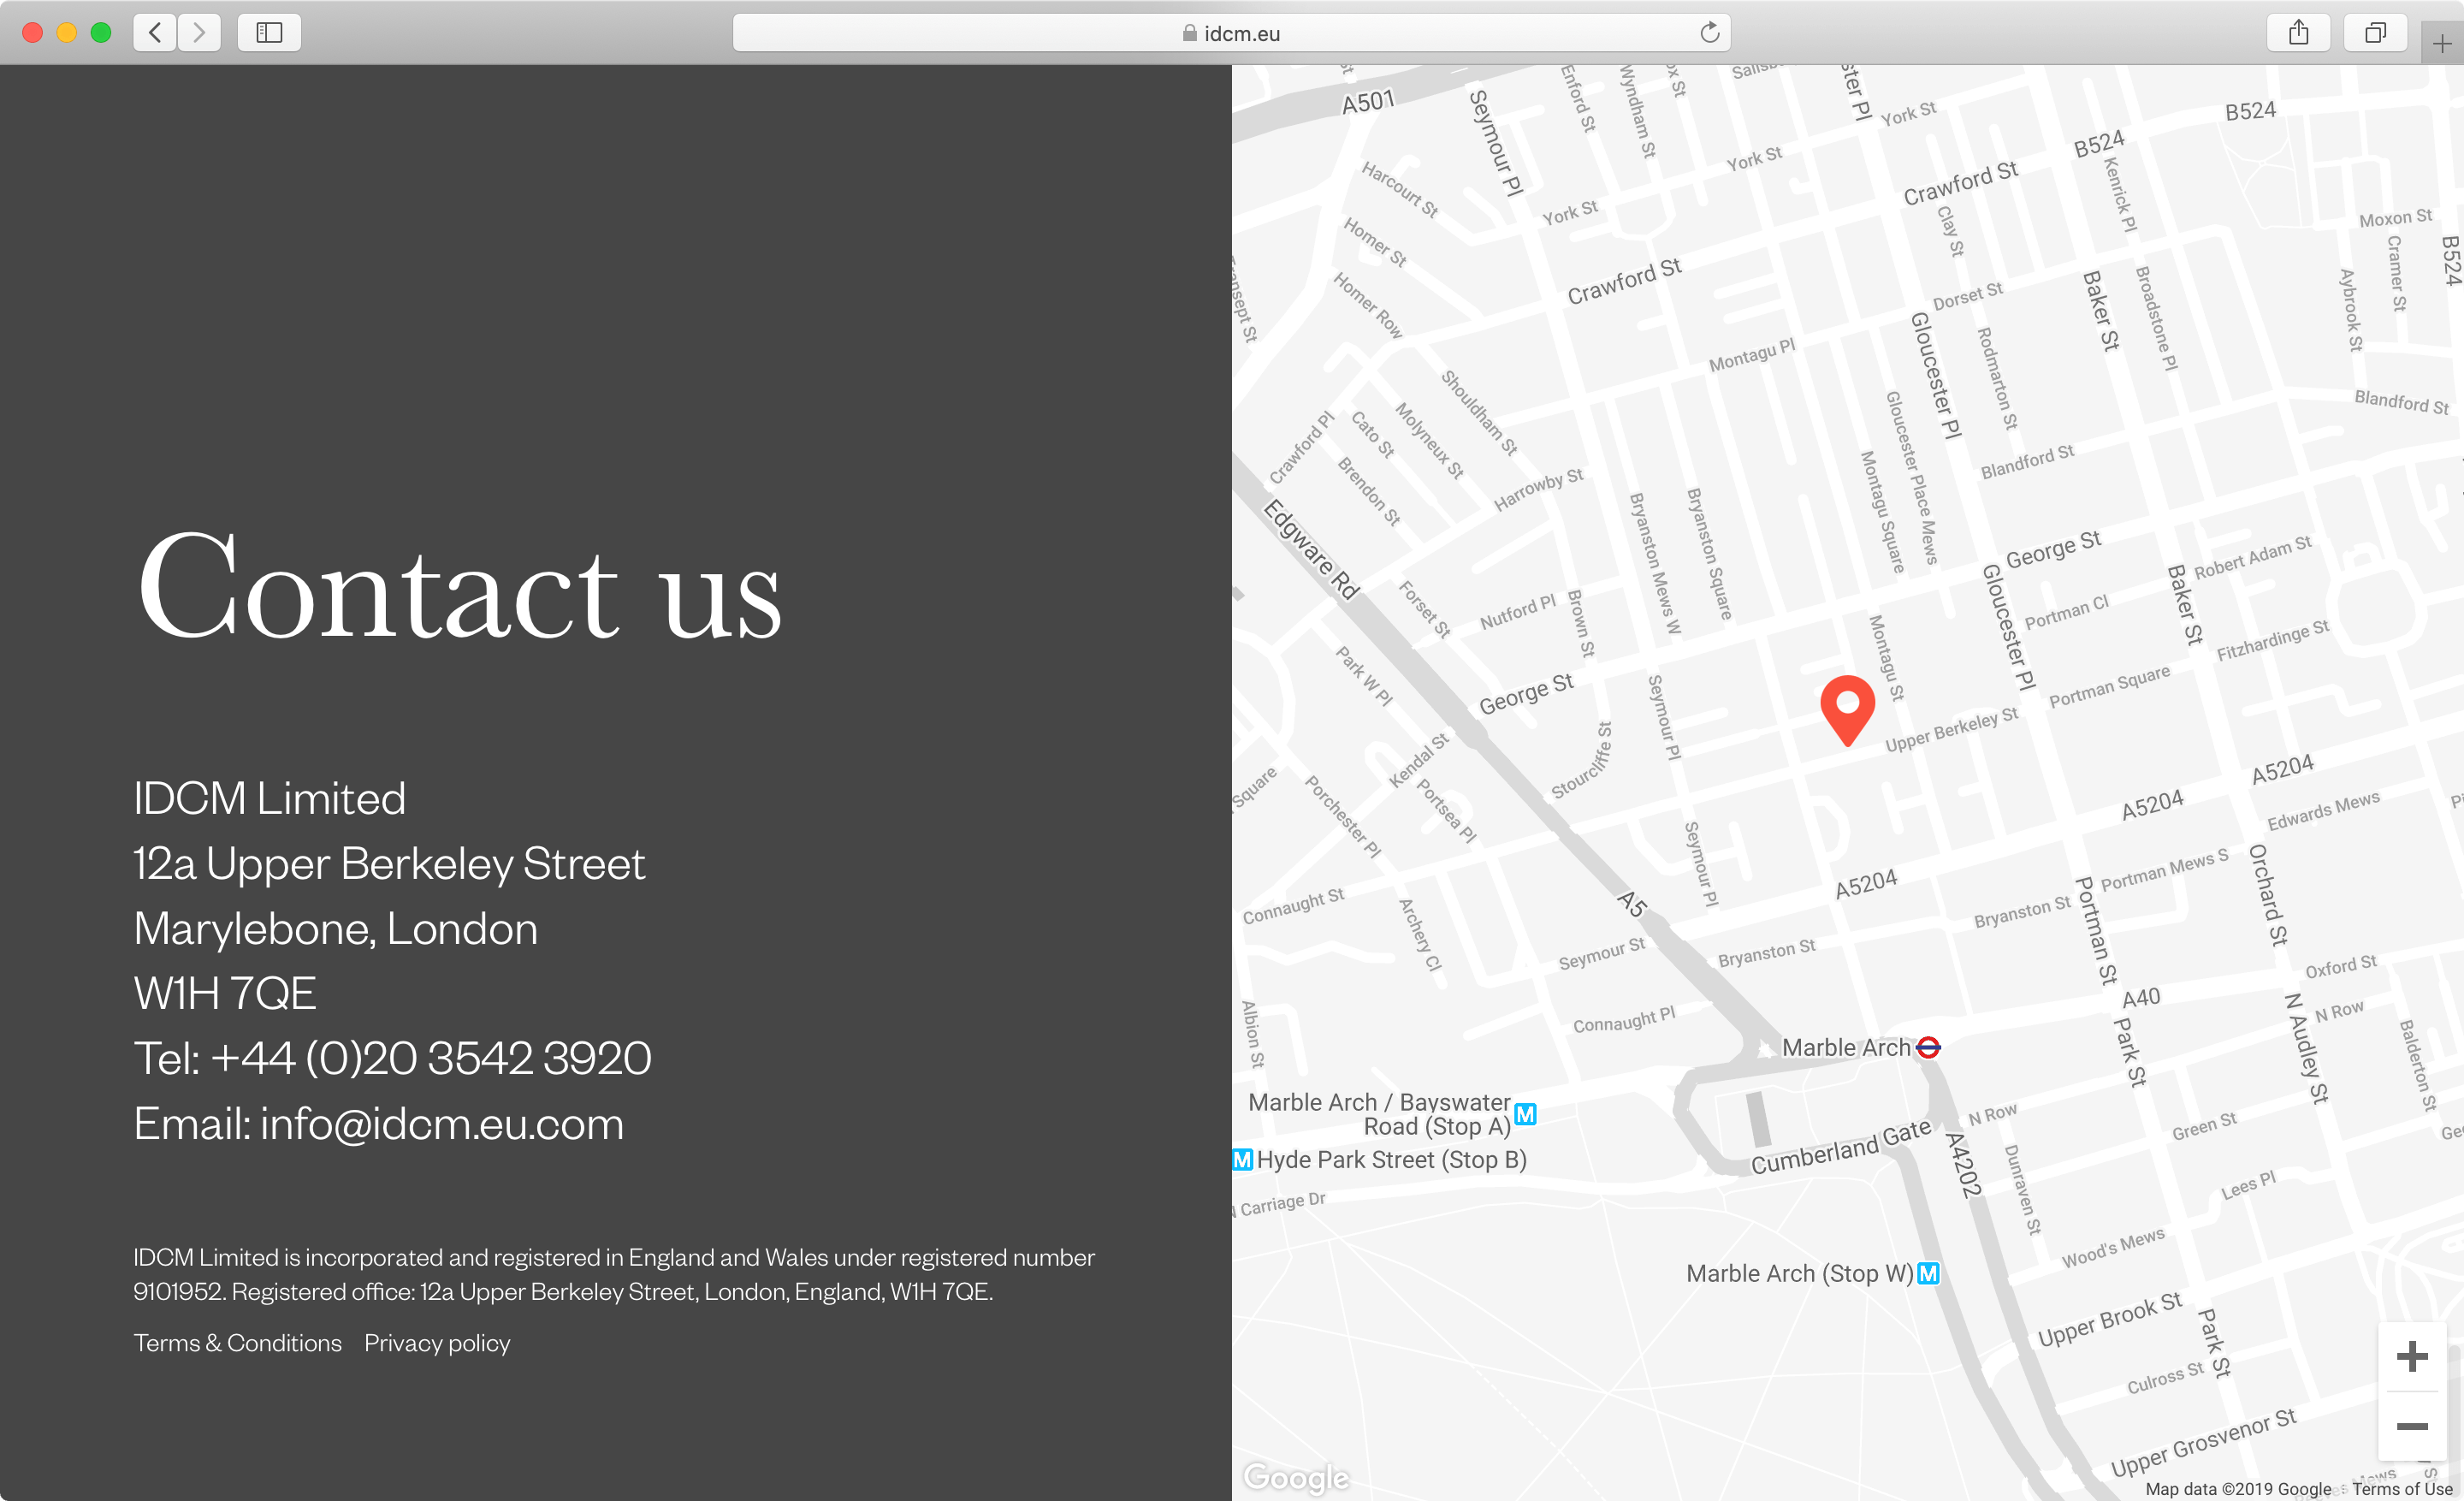 idcm.eu
Contact us
IDCM Limited
12a Upper Berkeley Street
Marylebone, London
W1H 7QE
Tel: +44 (0)20 3542 3920
Email: info@idcm.eu.com
IDCM Limited is incorporated and registered in England and Wales under registered number
9101952. Registered office: 12a Upper Berkeley Street, London, England, W1H 7QE.
Terms & Conditions Privacy policy
A501
Seymour Pl
Enford St
Wyndham St
York St
York St
York St
B524
B524
B524
Crawford St
Crawford St
Kenrick Pl
Moxon St
Cramer St
Aybrook St
Harcourt St
Homer St
Homer Row
Clay St
Dorset St
Baker St
Broadstone Pl
Montagu Pl
Gloucester Pl
Rodmarton St
Blandford St
Blandford St
Shouldham St
Molyneux St
Cato St
Crawford Pl
Brendon St
Harrowby St
Edgware Rd
Bryanston Mews W
Bryanston Square
Montagu Square
Gloucester Place Mews
George St
George St
Robert Adam St
Baker St
Gloucester Pl
Portman Cl
Fitzhardinge St
Portman Square
Forset St
Nutford Pl
Brown St
Park W Pl
Seymour Pl
Montagu St
Upper Berkeley St
Kendal St
Stourcliffe St
Square
Porchester Pl
Portsea Pl
A5204
A5204
A5204
Edwards Mews
Seymour Pl
Portman Mews S
Orchard St
Connaught St
Archery Cl
A5
Portman St
Bryanston St
Bryanston St
Seymour St
Oxford St
A40
N Row
N Audley St
Park St
Balderton St
Albion St
Connaught Pl
Marble Arch
Marble Arch / Bayswater
Road (Stop A)
M
M
Hyde Park Street (Stop B)
Cumberland Gate
N Row
Green St
A4202
Dunraven St
Lees Pl
N Carriage Dr
Wood's Mews
Marble Arch (Stop W)
M
Upper Brook St
Park St
Culross St
Upper Grosvenor St
Google
Map data ©2019 Google
Terms of Use